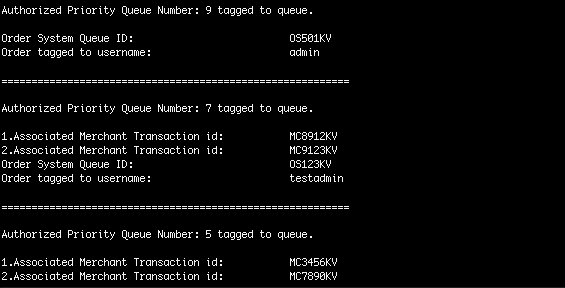 Authorized Priority Queue Number: 9 tagged to queue.
Order System Queue ID: OS501KV
Order tagged to username: admin
==========================================================
Authorized Priority Queue Number: 7 tagged to queue.
1.Associated Merchant Transaction id: MC8912KV
2.Associated Merchant Transaction id: MC9123KV
Order System Queue ID: OS123KV
Order tagged to username: testadmin
==========================================================
Authorized Priority Queue Number: 5 tagged to queue.
1.Associated Merchant Transaction id: MC3456KV
2.Associated Merchant Transaction id: MC7890KV